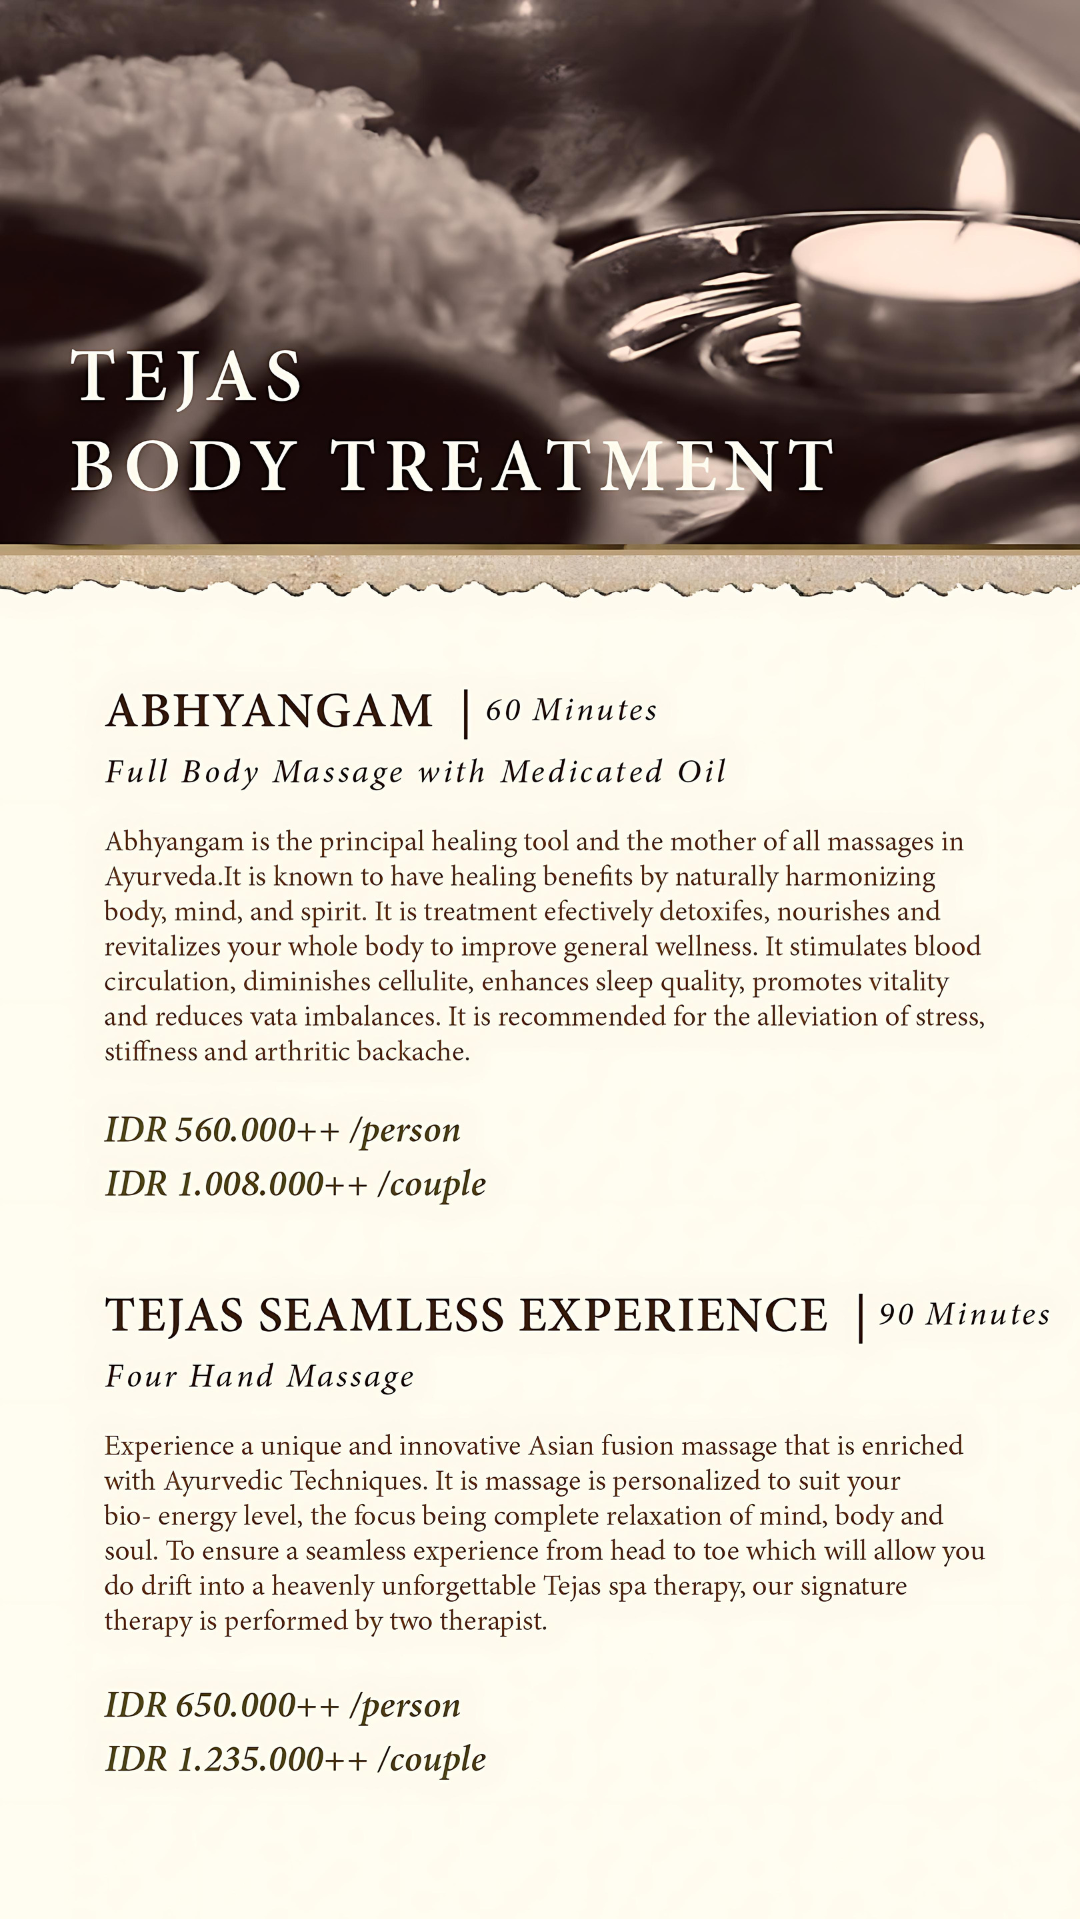 TEJAS
BODY TREATMENT
ABHYANGAM | 60 Minutes
Full Body Massage with Medicated Oil
Abhyangam is the principal healing tool and the mother of all massages in
Ayurveda.It is known to have healing benefits by naturally harmonizing
body, mind, and spirit. It is treatment efectively detoxifes, nourishes and
revitalizes your whole body to improve general wellness. It stimulates blood
circulation, diminishes cellulite, enhances sleep quality, promotes vitality
and reduces vata imbalances. It is recommended for the alleviation of stress,
stiffness and arthritic backache.
IDR 560.000++ /person
IDR 1.008.000++ /couple
TEJAS SEAMLESS EXPERIENCE | 90 Minutes
Four Hand Massage
Experience a unique and innovative Asian fusion massage that is enriched
with Ayurvedic Techniques. It is massage is personalized to suit your
bio- energy level, the focus being complete relaxation of mind, body and
soul. To ensure a seamless experience from head to toe which will allow you
do drift into a heavenly unforgettable Tejas spa therapy, our signature
therapy is performed by two therapist.
IDR 650.000++ /person
IDR 1.235.000++ /couple